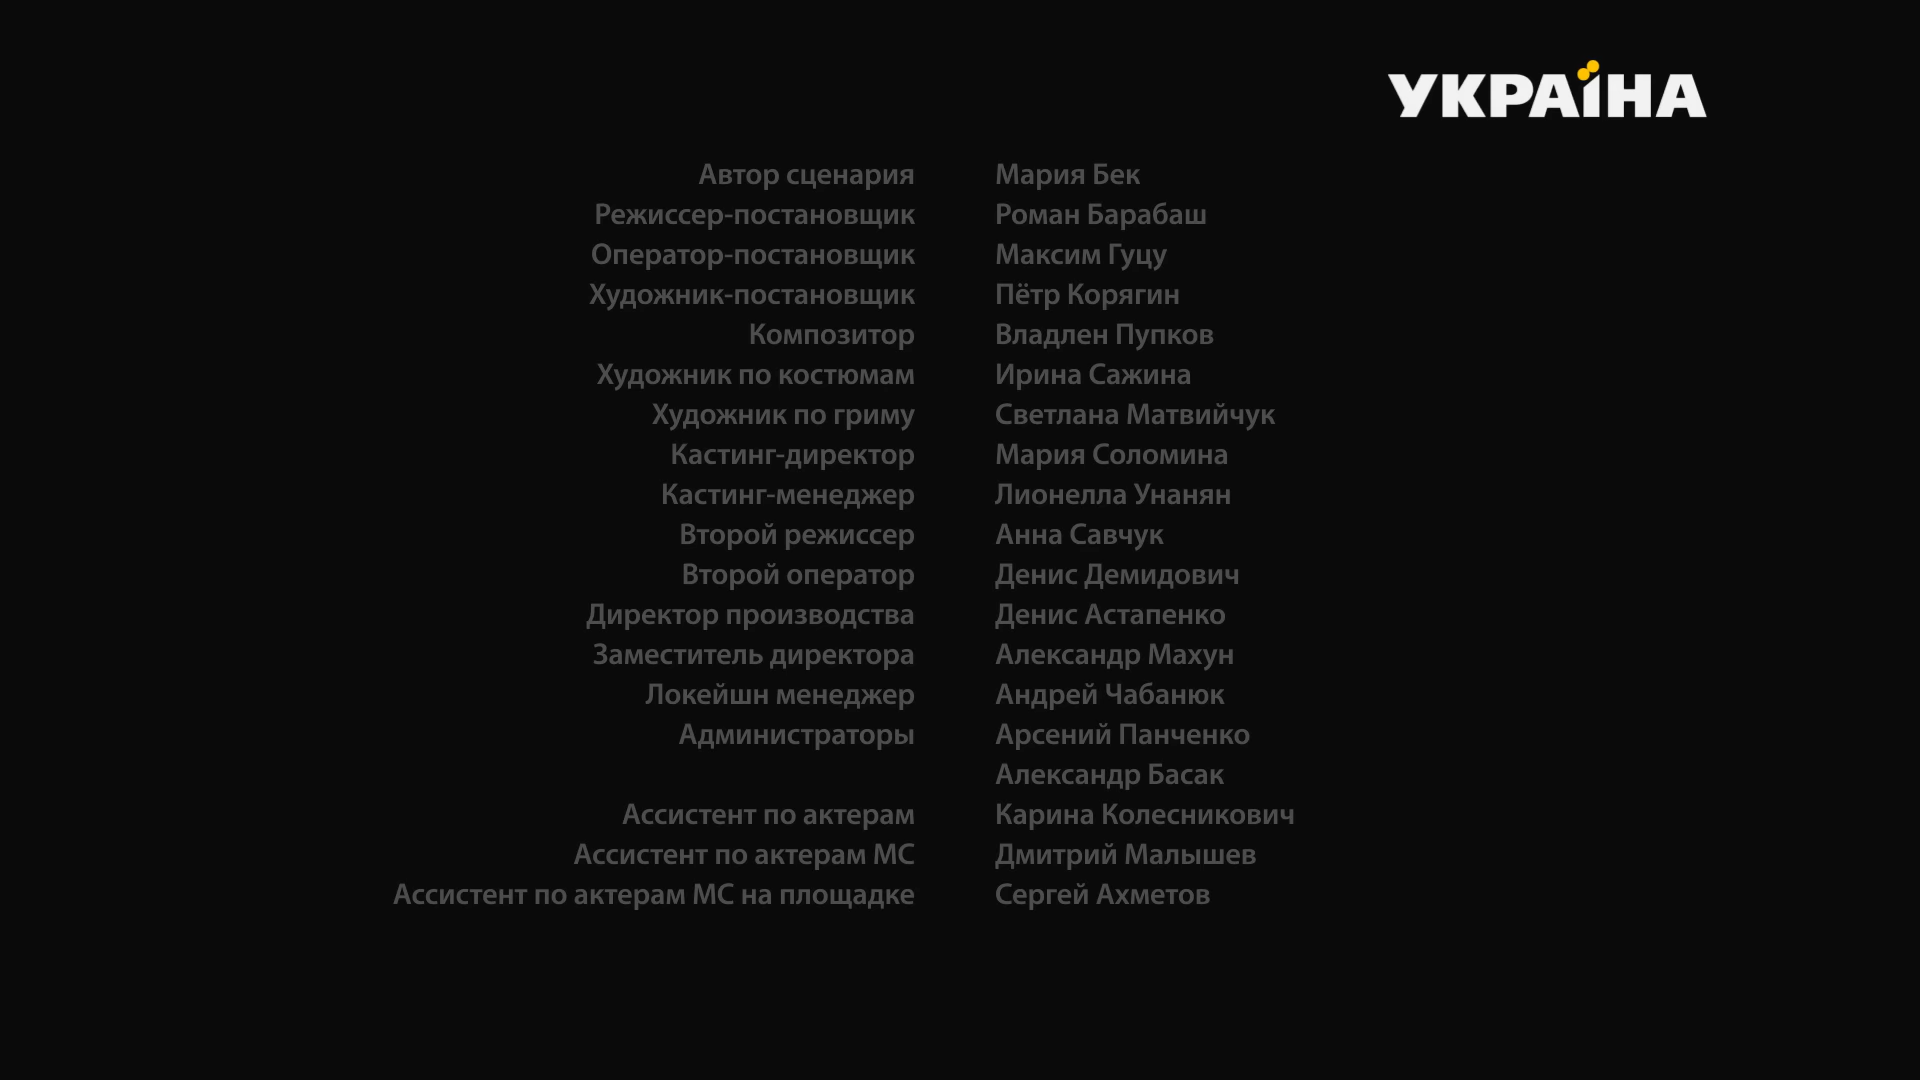 УКРАЇНА
Автор сценария Мария Бек
Режиссер-постановщик Роман Барабаш
Оператор-постановщик Максим Гуцу
Художник-постановщик Пётр Корягин
Композитор Владлен Пупков
Художник по костюмам Ирина Сажина
Художник по гриму Светлана Матвийчук
Кастинг-директор Мария Соломина
Кастинг-менеджер Лионелла Унанян
Второй режиссер Анна Савчук
Второй оператор Денис Демидович
Директор производства Денис Астапенко
Заместитель директора Александр Махун
Локейшн менеджер Андрей Чабанюк
Администраторы Арсений Панченко
Александр Басак
Ассистент по актерам Карина Колесникович
Ассистент по актерам МС Дмитрий Малышев
Ассистент по актерам МС на площадке Сергей Ахметов